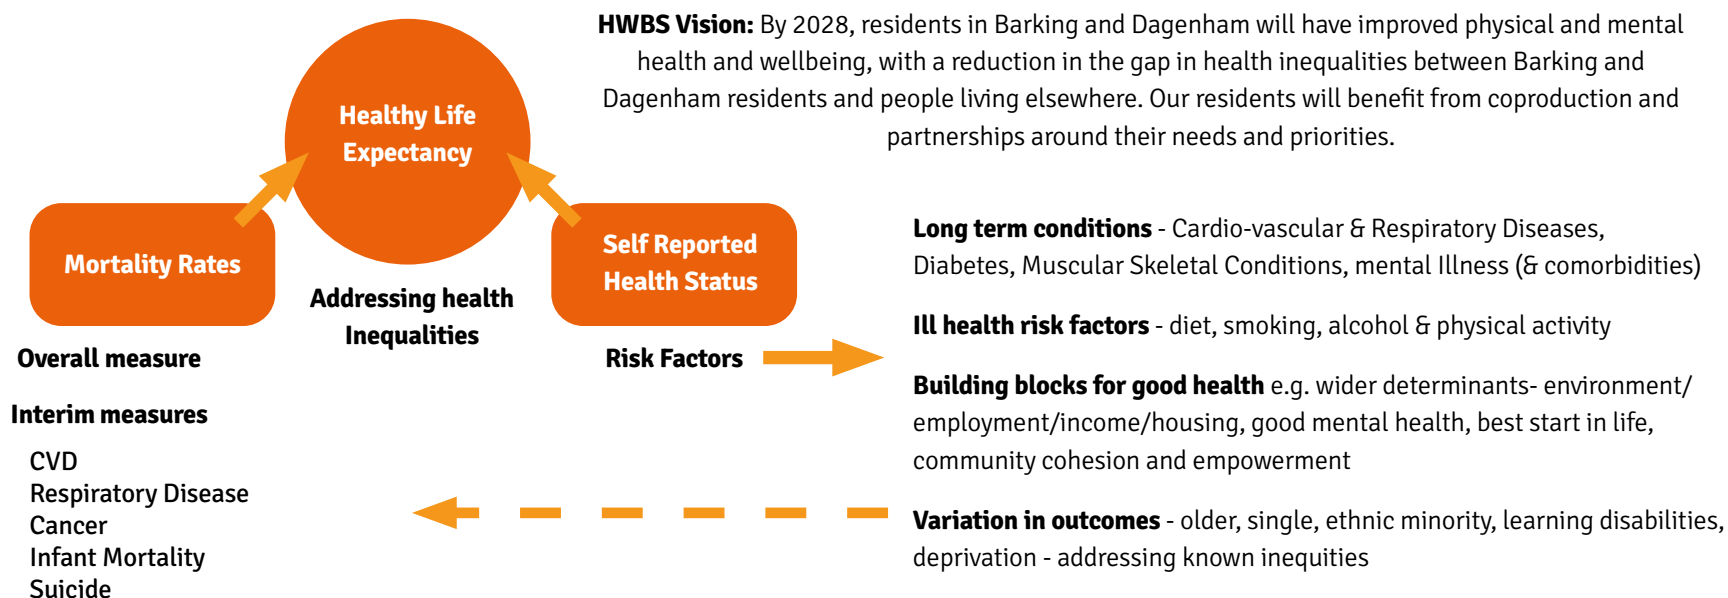 HWBS Vision: By 2028, residents in Barking and Dagenham will have improved physical and mental
health and wellbeing, with a reduction in the gap in health inequalities between Barking and
Dagenham residents and people living elsewhere. Our residents will benefit from coproduction and
partnerships around their needs and priorities.
Healthy Life
Expectancy
Mortality Rates
Self Reported
Health Status
Addressing health
Inequalities
Overall measure
Interim measures
CVD
Respiratory Disease
Cancer
Infant Mortality
Suicide
Risk Factors
Long term conditions - Cardio-vascular & Respiratory Diseases,
Diabetes, Muscular Skeletal Conditions, mental Illness (& comorbidities)
Ill health risk factors - diet, smoking, alcohol & physical activity
Building blocks for good health e.g. wider determinants- environment/
employment/income/housing, good mental health, best start in life,
community cohesion and empowerment
Variation in outcomes - older, single, ethnic minority, learning disabilities,
deprivation - addressing known inequities